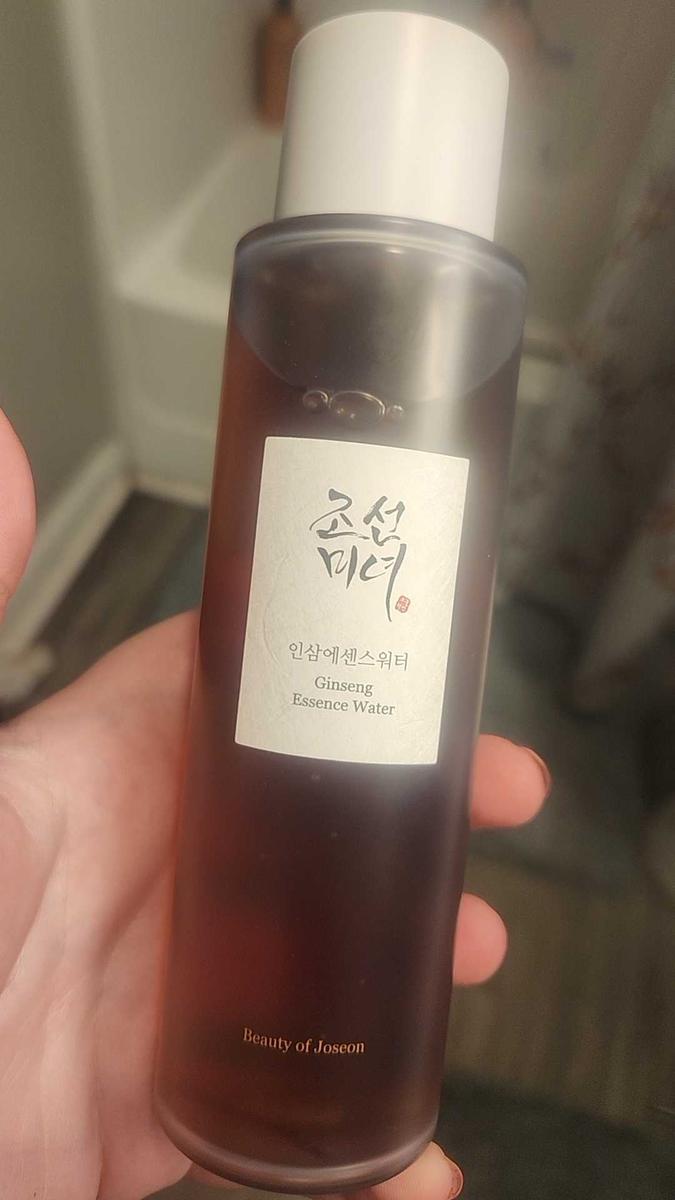 조선
미녀
인삼에센스워터
Ginseng
Essence Water
Beauty of Joseon